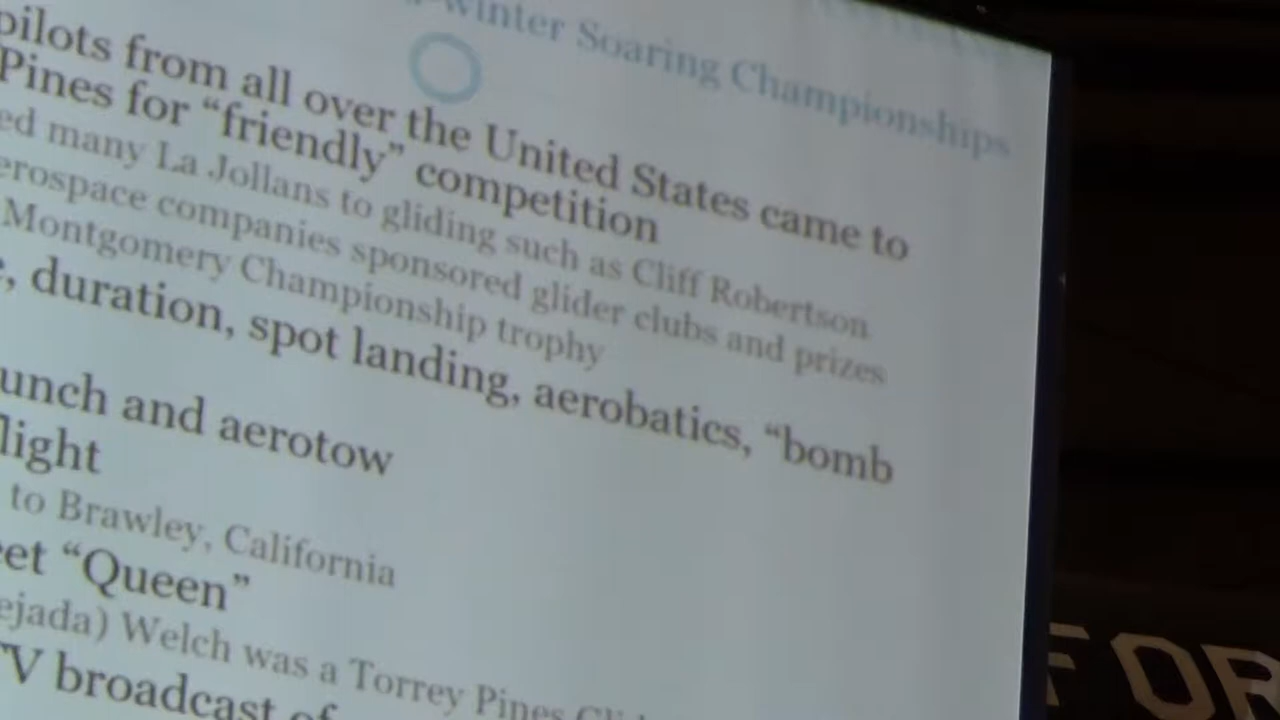 Winter Soaring Championships
pilots from all over the United States came to
Pines for “friendly” competition
ed many La Jollans to gliding such as Cliff Robertson
erospace companies sponsored glider clubs and prizes
Montgomery Championship trophy
, duration, spot landing, aerobatics, “bomb
unch and aerotow
light
to Brawley, California
eet “Queen”
ejada) Welch was a Torrey Pines
V broadcast of
FOR